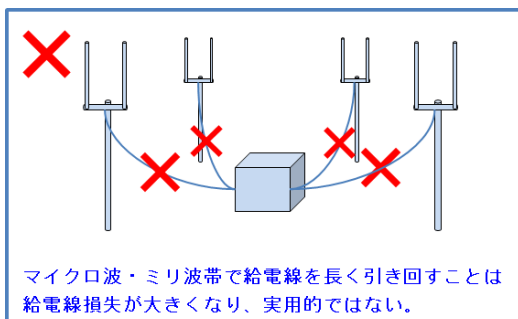 マイクロ波・ミリ波帯で給電線を長く引き回すことは
給電線損失が大きくなり、実用的ではない。